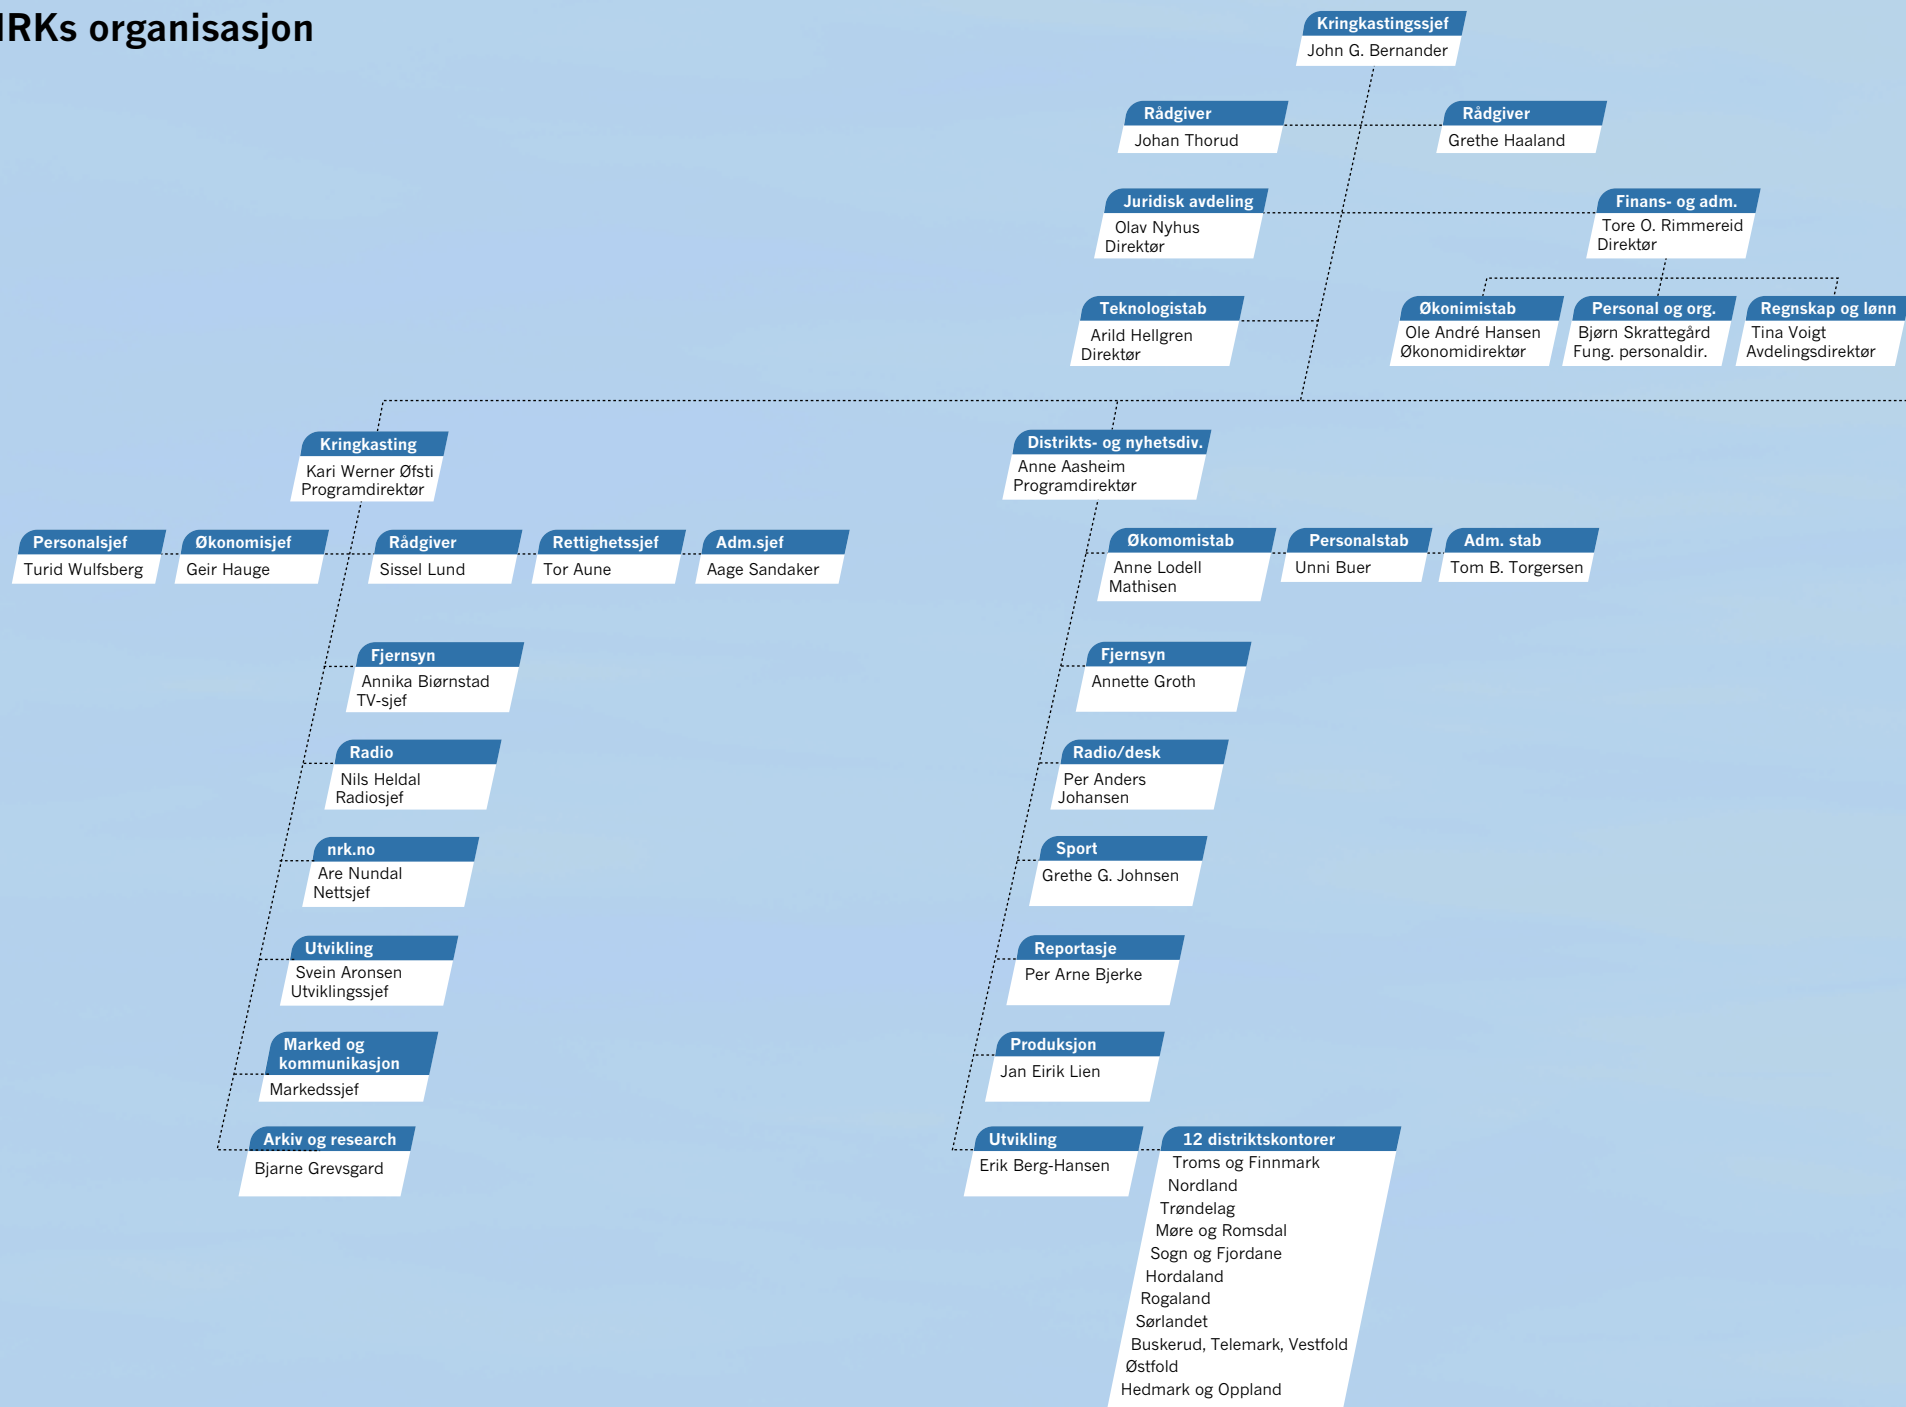 NRKs organisasjon
Kringkastingssjef
John G. Bernander
Rådgiver
Johan Thorud
Rådgiver
Grethe Haaland
Juridisk avdeling
Olav Nyhus
Direktør
Finans- og adm.
Tore O. Rimmereid
Direktør
Teknologistab
Arild Hellgren
Direktør
Økonimistab
Ole André Hansen
Økonomidirektør
Personal og org.
Bjørn Skrattegård
Fung. personaldir.
Regnskap og lønn
Tina Voigt
Avdelingsdirektør
Kringkasting
Kari Werner Øfsti
Programdirektør
Distrikts- og nyhetsdiv.
Anne Aasheim
Programdirektør
Personalsjef
Turid Wulfsberg
Økonomisjef
Geir Hauge
Rådgiver
Sissel Lund
Rettighetssjef
Tor Aune
Adm.sjef
Aage Sandaker
Økomomistab
Anne Lodell
Mathisen
Personalstab
Unni Buer
Adm. stab
Tom B. Torgersen
Fjernsyn
Annika Biørnstad
TV-sjef
Radio
Nils Heldal
Radiosjef
nrk.no
Are Nundal
Nettsjef
Utvikling
Svein Aronsen
Utviklingssjef
Marked og
kommunikasjon
Markedssjef
Arkiv og research
Bjarne Grevsgard
Fjernsyn
Annette Groth
Radio/desk
Per Anders
Johansen
Sport
Grethe G. Johnsen
Reportasje
Per Arne Bjerke
Produksjon
Jan Eirik Lien
Utvikling
Erik Berg-Hansen
12 distriktskontorer
Troms og Finnmark
Nordland
Trøndelag
Møre og Romsdal
Sogn og Fjordane
Hordaland
Rogaland
Sørlandet
Buskerud, Telemark, Vestfold
Østfold
Hedmark og Oppland